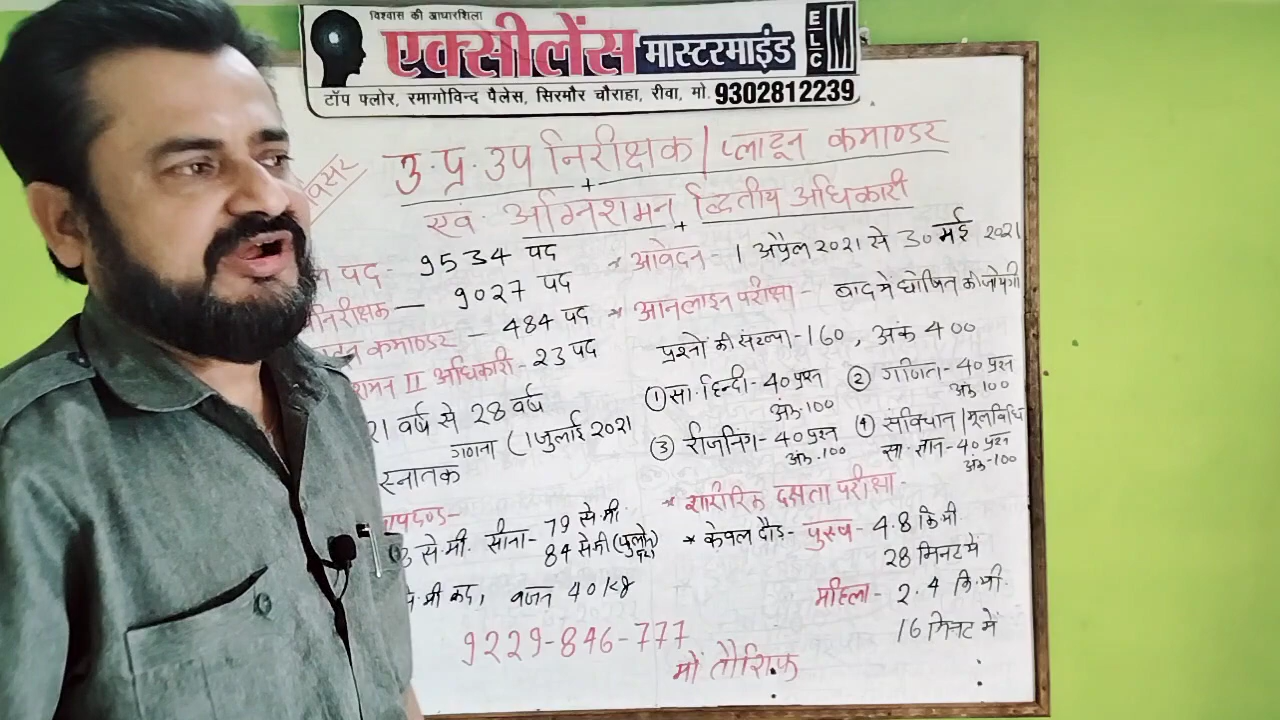 विश्वास की आधारशिला
एक्सीलेंस मास्टरमाइंड
ELC M
टॉप फ्लोर, रमागोविन्द पैलेस, सिरमौर चौराहा, रीवा, मो. 9302812239
उ.प्र. उप निरीक्षक / प्लाटून कमाण्डर
+
एवं अग्निशमन द्वितीय अधिकारी
+
पद - 9534 पद
निरीक्षक — 9027 पद
कमाण्डर — 484 पद
शमन II अधिकारी - 23 पद
21 वर्ष से 28 वर्ष
गणना (1 जुलाई 2021
स्नातक
से.मी. सीना - 79 से.मी.
84 सेमी (फुलाने पर)
कद, वजन 40 kg
9229-846-777
* आवेदन - 1 अप्रैल 2021 से 30 मई 2021
* आनलाइन परीक्षा - बाद में घोषित की जायेगी
प्रश्नो की संख्या - 160, अंक 400
① सा. हिन्दी - 40 प्रश्न ② गणित - 40 प्रश्न
अंक. 100 अंक 100
③ रीजनिंग - 40 प्रश्न ④ संविधान / मूलविधि
अंक. 100 सा. ज्ञान - 40 प्रश्न
अंक - 100
* शारीरिक दक्षता परीक्षा -
* केवल दौड़ - पुरुष - 4.8 कि.मी.
28 मिनट में
महिला - 2.4 कि.मी.
16 मिनट में
मो. तौशिफ